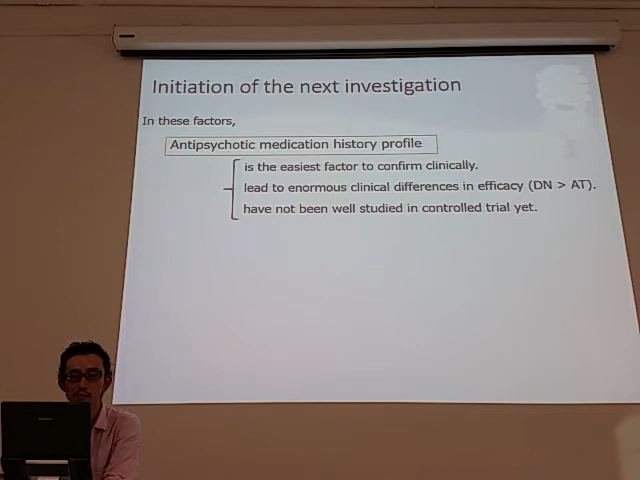 Initiation of the next investigation
In these factors,
Antipsychotic medication history profile
is the easiest factor to confirm clinically.
lead to enormous clinical differences in efficacy (DN > AT).
have not been well studied in controlled trial yet.